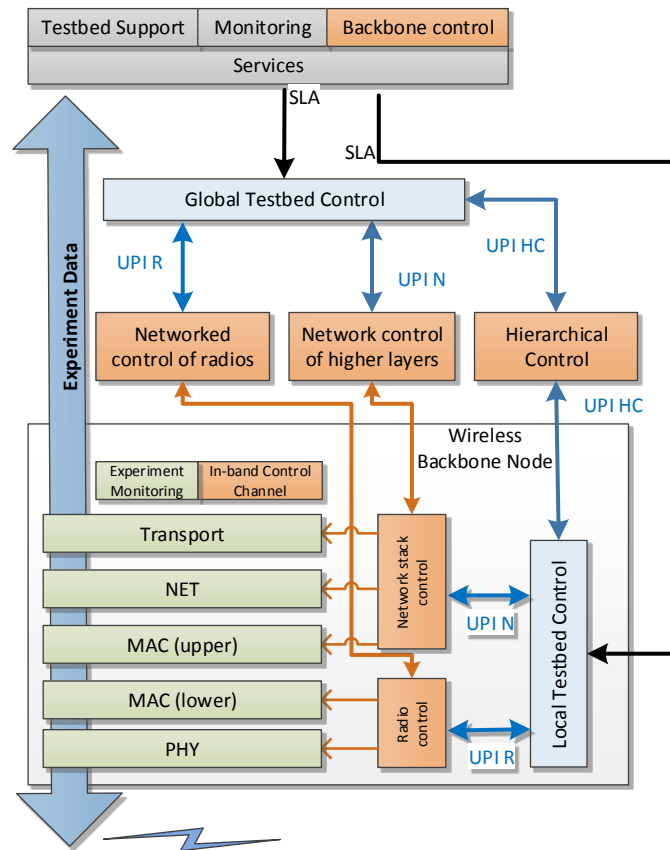 Testbed Support
Monitoring
Backbone control
Services
SLA
SLA
Global Testbed Control
UPI R
UPI N
UPI HC
Experiment Data
Networked
control of radios
Network control
of higher layers
Hierarchical
Control
UPI HC
Wireless
Backbone Node
Experiment
Monitoring
In-band Control
Channel
Transport
NET
MAC (upper)
MAC (lower)
PHY
Network stack
control
Radio
control
UPI N
UPI R
Local Testbed Control